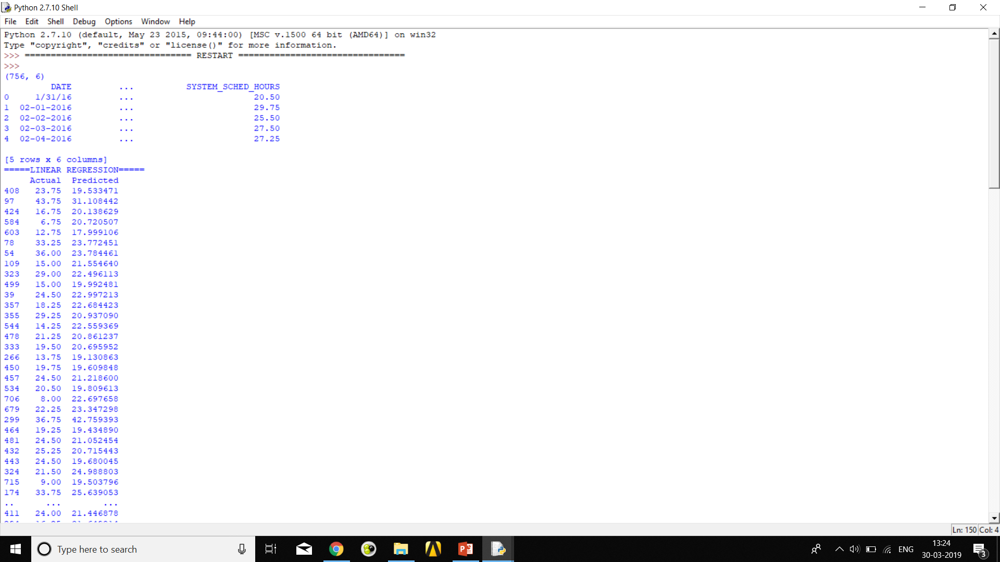 Python 2.7.10 Shell
File Edit Shell Debug Options Window Help
Python 2.7.10 (default, May 23 2015, 09:44:00) [MSC v.1500 64 bit (AMD64)] on win32
Type "copyright", "credits" or "license()" for more information.
>>> ================================ RESTART ================================
>>>
(756, 6)
DATE ... SYSTEM_SCHED_HOURS
0 1/31/16 ... 20.50
1 02-01-2016 ... 29.75
2 02-02-2016 ... 25.50
3 02-03-2016 ... 27.50
4 02-04-2016 ... 27.25
[5 rows x 6 columns]
=====LINEAR REGRESSION=====
Actual Predicted
408 23.75 19.533471
97 43.75 31.108442
424 16.75 20.138629
584 6.75 20.720507
603 12.75 17.999106
78 33.25 23.772451
54 36.00 23.784461
109 15.00 21.554640
323 29.00 22.496113
499 15.00 19.992481
39 24.50 22.997213
357 18.25 22.684423
355 29.25 20.937090
544 14.25 22.559369
478 21.25 20.861237
333 19.50 20.695952
266 13.75 19.130863
450 19.75 19.609848
457 24.50 21.218600
534 20.50 19.809613
706 8.00 22.697658
679 22.25 23.347298
299 36.75 42.759393
464 19.25 19.434890
481 24.50 21.052454
432 25.25 20.715443
443 24.50 19.680045
324 21.50 24.988803
715 9.00 19.503796
174 33.75 25.639053
.. ... ...
411 24.00 21.446878
Ln: 150 Col: 4
Type here to search
ENG
13:24
30-03-2019
3